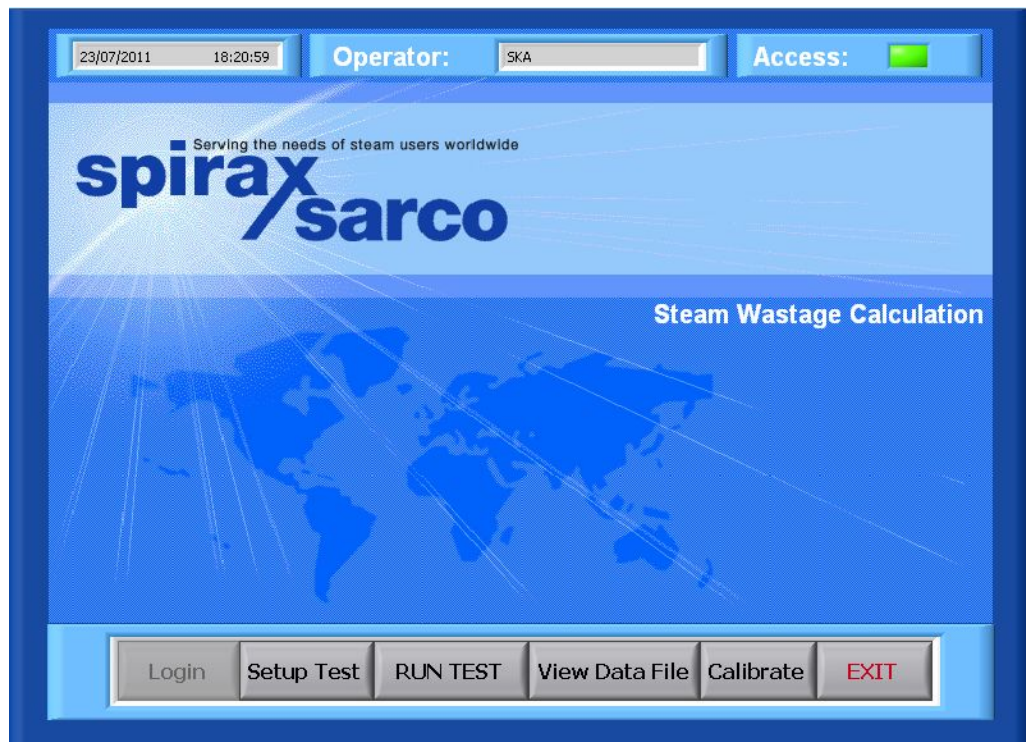 23/07/2011 18:20:59 Operator: SKA Access:
Serving the needs of steam users worldwide
spirax
sarco
Steam Wastage Calculation
Login Setup Test RUN TEST View Data File Calibrate EXIT